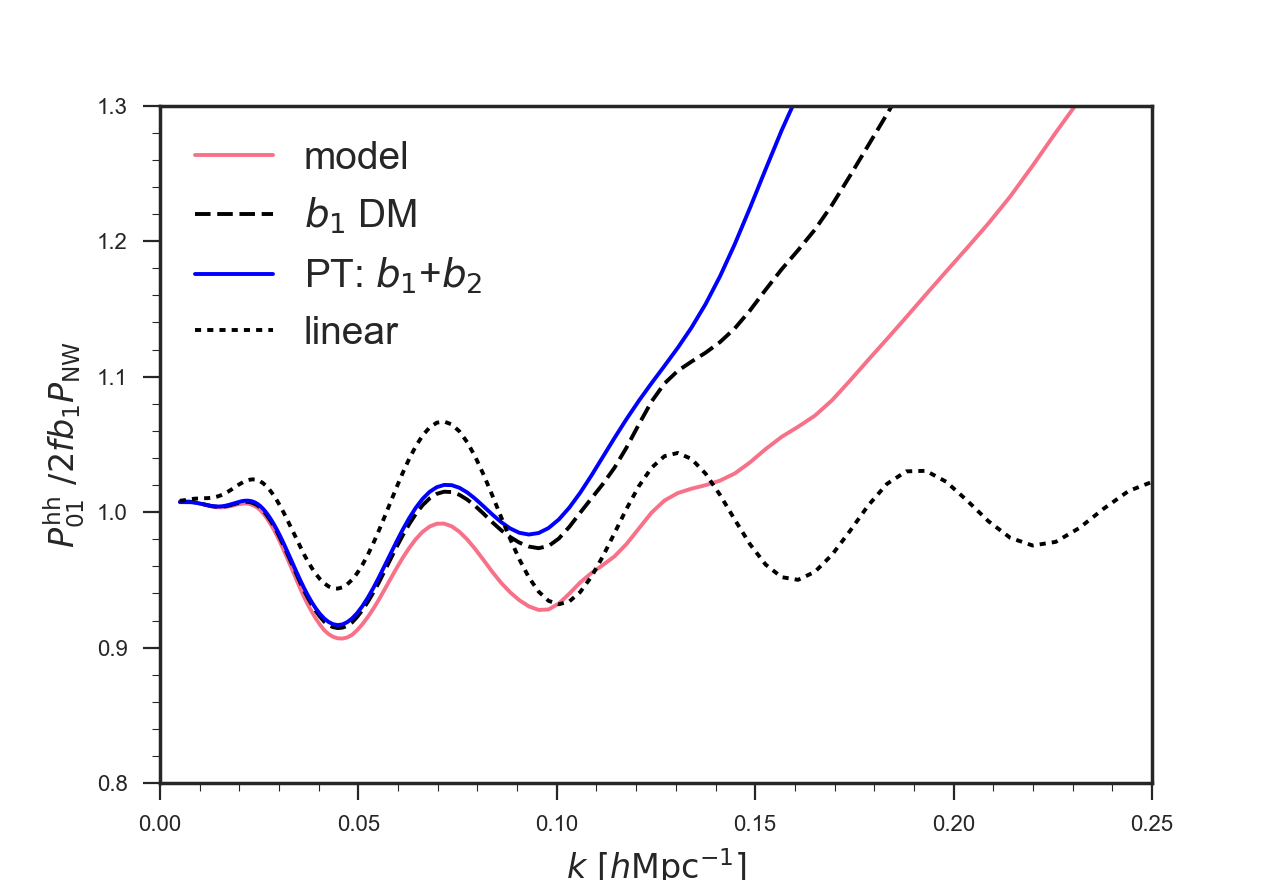 1.3
1.2
1.1
1.0
0.9
0.8
P₀₁ʰʰ /2fb₁P_NW
model
b₁ DM
PT: b₁+b₂
linear
0.00 0.05 0.10 0.15 0.20 0.25
k [hMpc⁻¹]